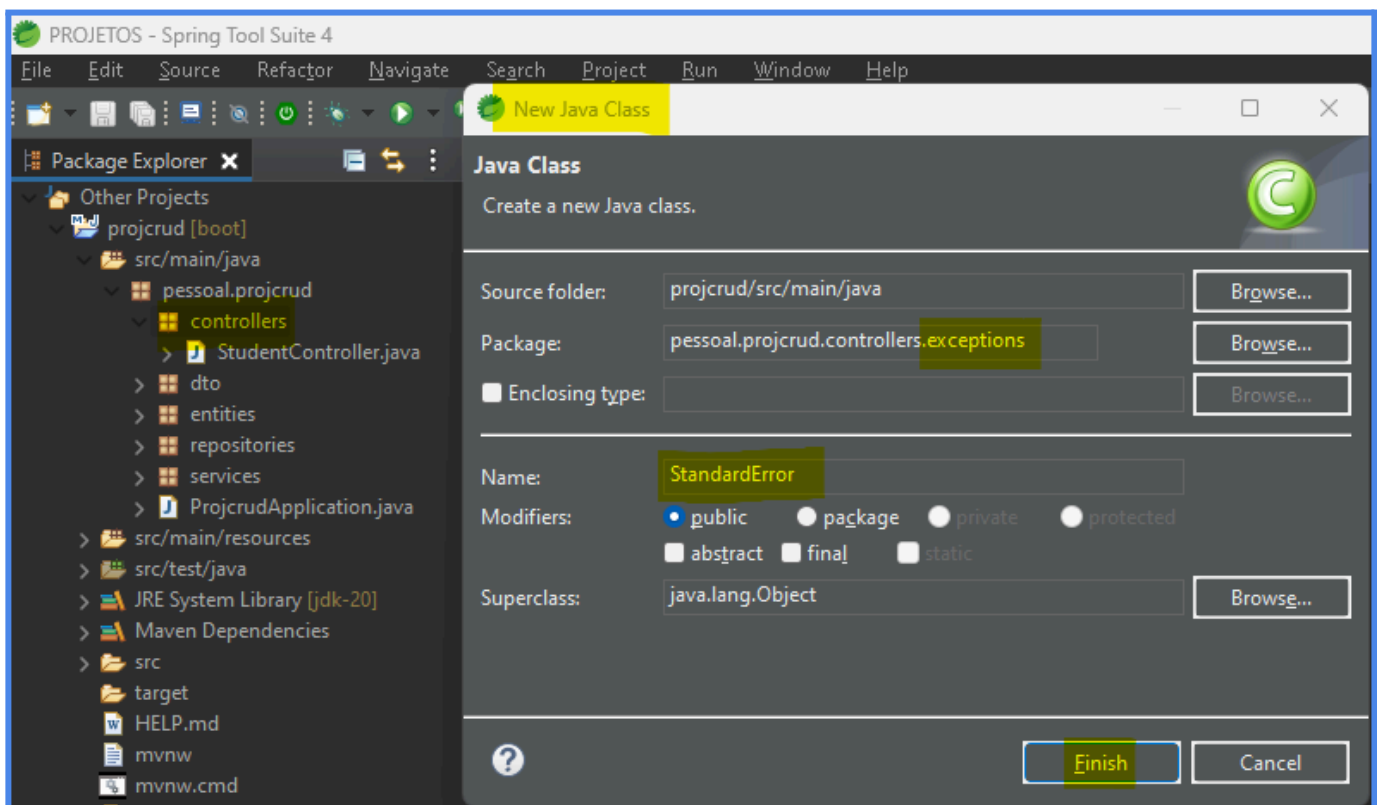 PROJETOS - Spring Tool Suite 4
File Edit Source Refactor Navigate Search Project Run Window Help
Package Explorer
Other Projects
projcrud [boot]
src/main/java
pessoal.projcrud
controllers
StudentController.java
dto
entities
repositories
services
ProjcrudApplication.java
src/main/resources
src/test/java
JRE System Library [jdk-20]
Maven Dependencies
src
target
HELP.md
mvnw
mvnw.cmd
New Java Class
Java Class
Create a new Java class.
Source folder: projcrud/src/main/java Browse...
Package: pessoal.projcrud.controllers.exceptions Browse...
Enclosing type: Browse...
Name: StandardError
Modifiers: public package private protected
abstract final static
Superclass: java.lang.Object Browse...
Finish Cancel